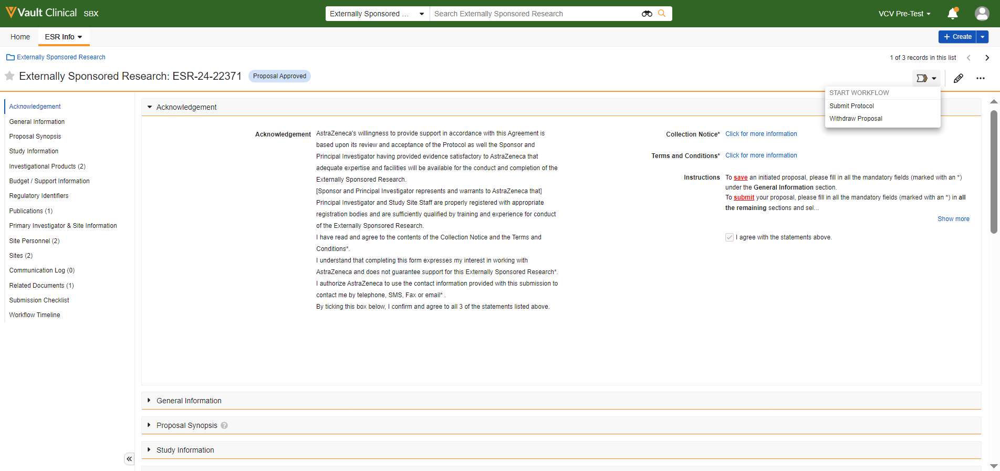 Vault Clinical SBX
Externally Sponsored ...
Search Externally Sponsored Research
VCV Pre-Test
Home
ESR Info
+ Create
Externally Sponsored Research
1 of 3 records in this list
Externally Sponsored Research: ESR-24-22371
Proposal Approved
START WORKFLOW
Submit Protocol
Withdraw Proposal
Acknowledgement
General Information
Proposal Synopsis
Study Information
Investigational Products (2)
Budget / Support Information
Regulatory Identifiers
Publications (1)
Primary Investigator & Site Information
Site Personnel (2)
Sites (2)
Communication Log (0)
Related Documents (1)
Submission Checklist
Workflow Timeline
Acknowledgement
Acknowledgement
AstraZeneca's willingness to provide support in accordance with this Agreement is
based upon its review and acceptance of the Protocol as well the Sponsor and
Principal Investigator having provided evidence satisfactory to AstraZeneca that
adequate expertise and facilities will be available for the conduct and completion of the
Externally Sponsored Research.
[Sponsor and Principal Investigator represents and warrants to AstraZeneca that]
Principal Investigator and Study Site Staff are properly registered with appropriate
registration bodies and are sufficiently qualified by training and experience for conduct
of the Externally Sponsored Research.
I have read and agree to the contents of the Collection Notice and the Terms and
Conditions*.
I understand that completing this form expresses my interest in working with
AstraZeneca and does not guarantee support for this Externally Sponsored Research*.
I authorize AstraZeneca to use the contact information provided with this submission to
contact me by telephone, SMS, Fax or email* .
By ticking this box below, I confirm and agree to all 3 of the statements listed above.
Collection Notice* Click for more information
Terms and Conditions* Click for more information
Instructions To save an initiated proposal, please fill in all the mandatory fields (marked with an *)
under the General Information section.
To submit your proposal, please fill in all the mandatory fields (marked with an *) in all
the remaining sections and sel...
Show more
I agree with the statements above.
General Information
Proposal Synopsis ?
Study Information